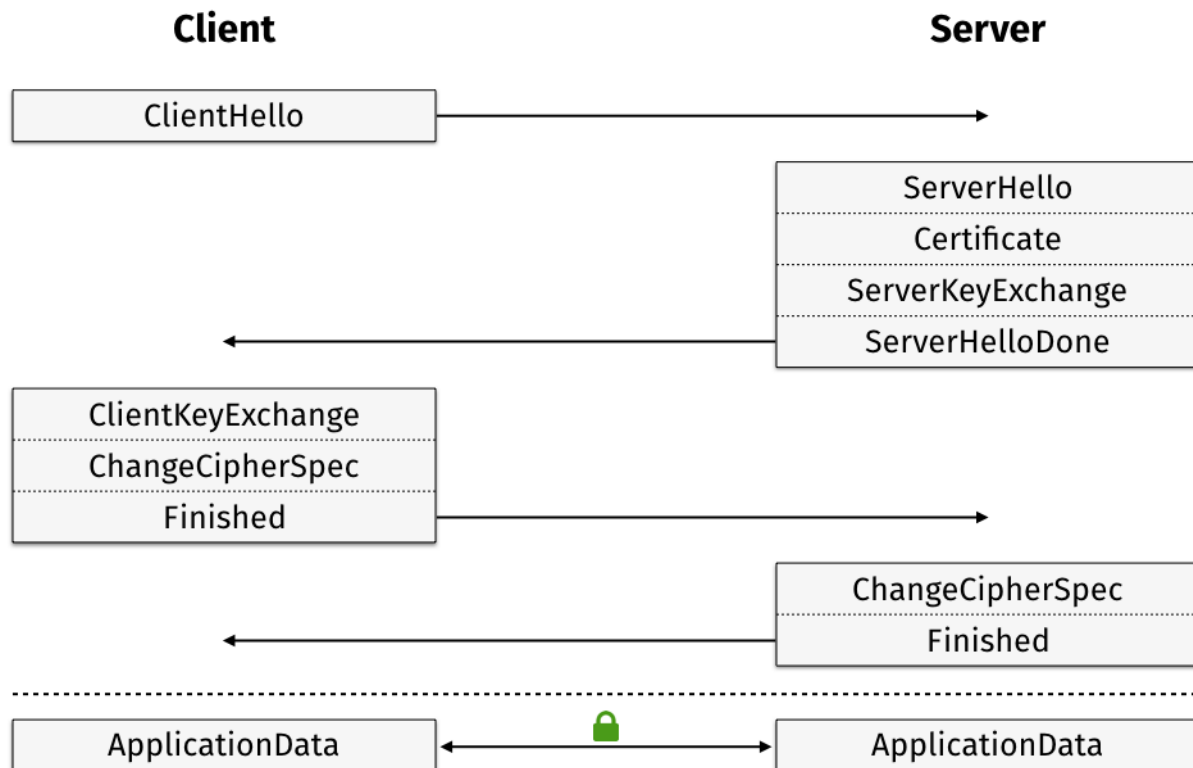 Client
Server
ClientHello
ServerHello
Certificate
ServerKeyExchange
ServerHelloDone
ClientKeyExchange
ChangeCipherSpec
Finished
ChangeCipherSpec
Finished
ApplicationData
ApplicationData